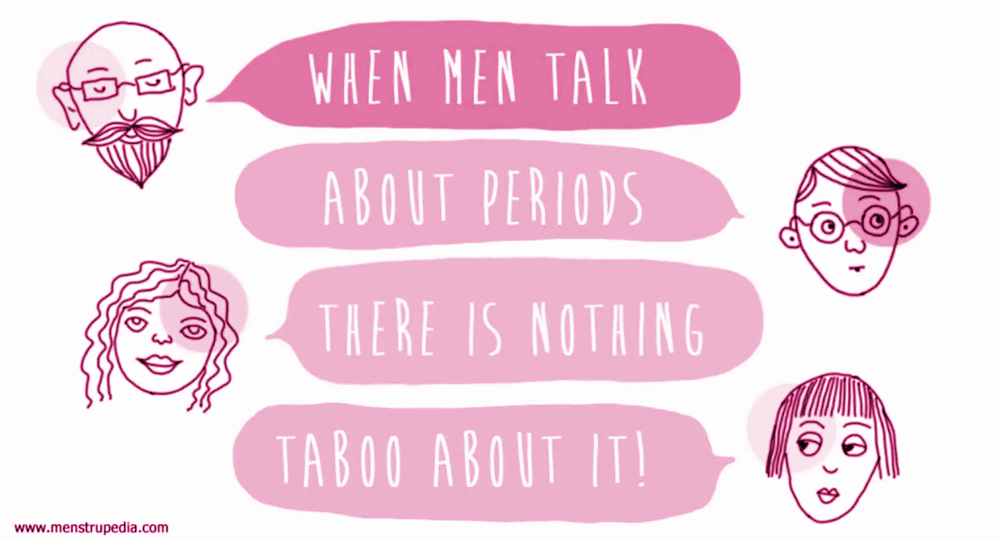 WHEN MEN TALK
ABOUT PERIODS
THERE IS NOTHING
TABOO ABOUT IT!
www.menstrupedia.com